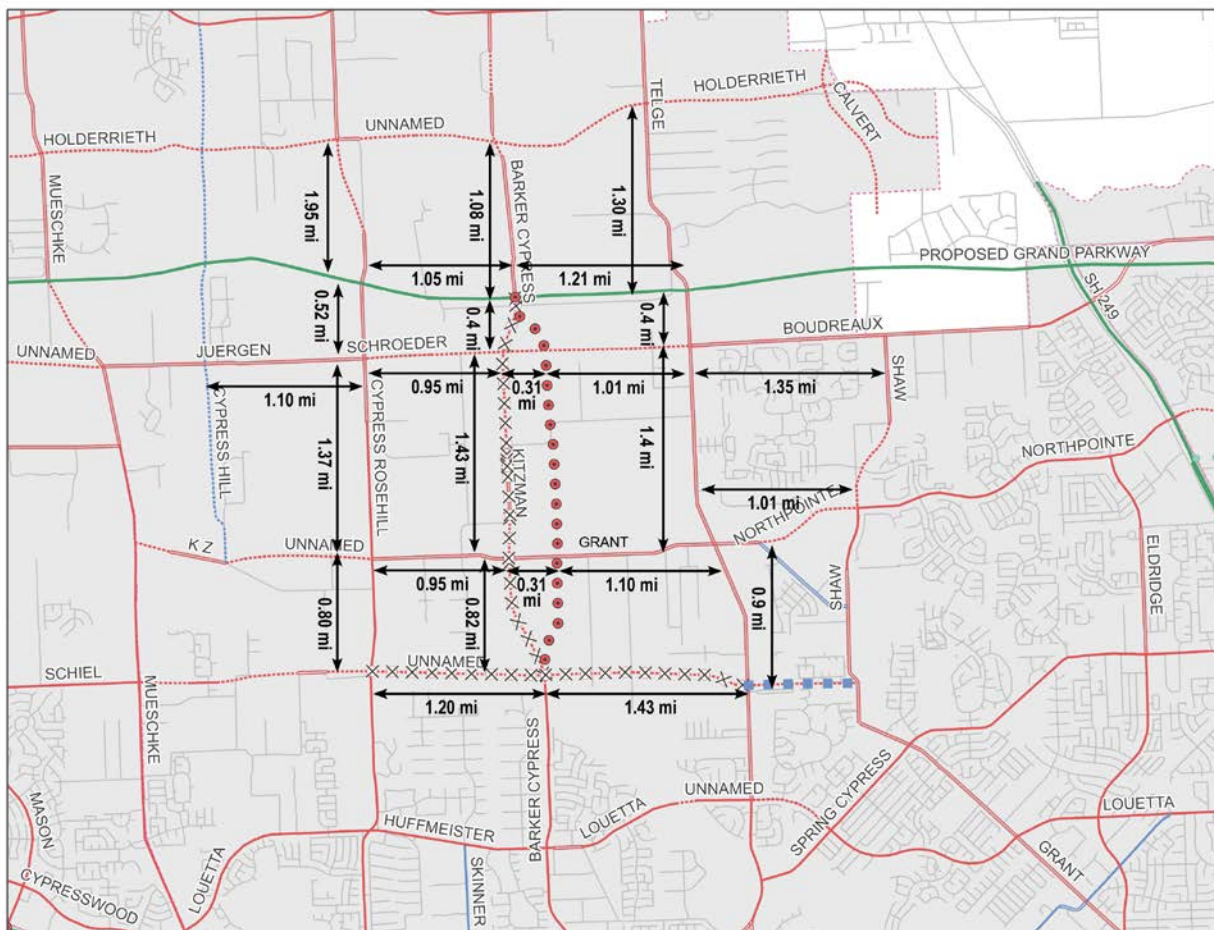 TELGE
HOLDERRIETH
CALVERT
UNNAMED
HOLDERRIETH
MUESCHKE
BARKER CYPRESS
1.95 mi
1.08 mi
1.30 mi
PROPOSED GRAND PARKWAY
1.05 mi
1.21 mi
SH 249
0.52 mi
0.4 mi
0.4 mi
BOUDREAUX
UNNAMED
JUERGEN
SCHROEDER
SHAW
0.95 mi
0.31
mi
1.01 mi
1.35 mi
1.10 mi
CYPRESS HILL
CYPRESS ROSEHILL
1.37 mi
1.43 mi
KITZMAN
1.4 mi
NORTHPOINTE
1.01 mi
NORTHPOINTE
K Z
UNNAMED
GRANT
ELDRIDGE
0.95 mi
0.31
mi
1.10 mi
0.80 mi
0.82 mi
0.9 mi
SHAW
UNNAMED
SCHIEL
MUESCHKE
1.20 mi
1.43 mi
BARKER CYPRESS
UNNAMED
SPRING CYPRESS
LOUETTA
MASON
HUFFMEISTER
LOUETTA
LOUETTA
GRANT
CYPRESSWOOD
SKINNER